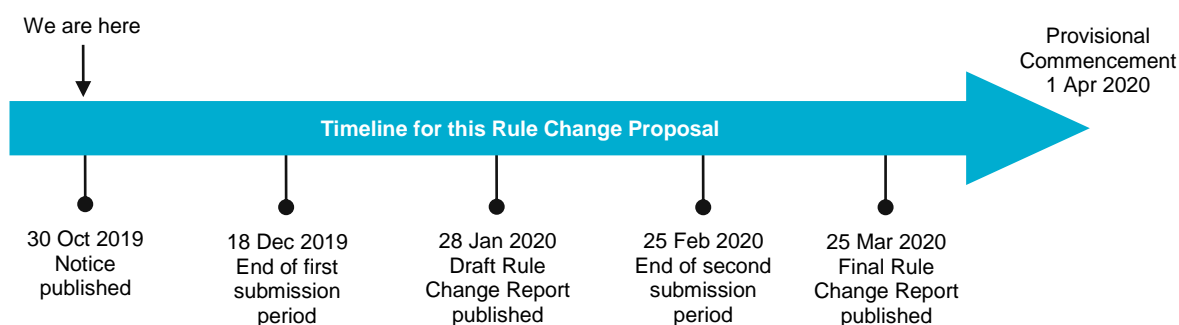 We are here
Provisional
Commencement
1 Apr 2020
Timeline for this Rule Change Proposal
30 Oct 2019
Notice
published
18 Dec 2019
End of first
submission
period
28 Jan 2020
Draft Rule
Change Report
published
25 Feb 2020
End of second
submission
period
25 Mar 2020
Final Rule
Change Report
published